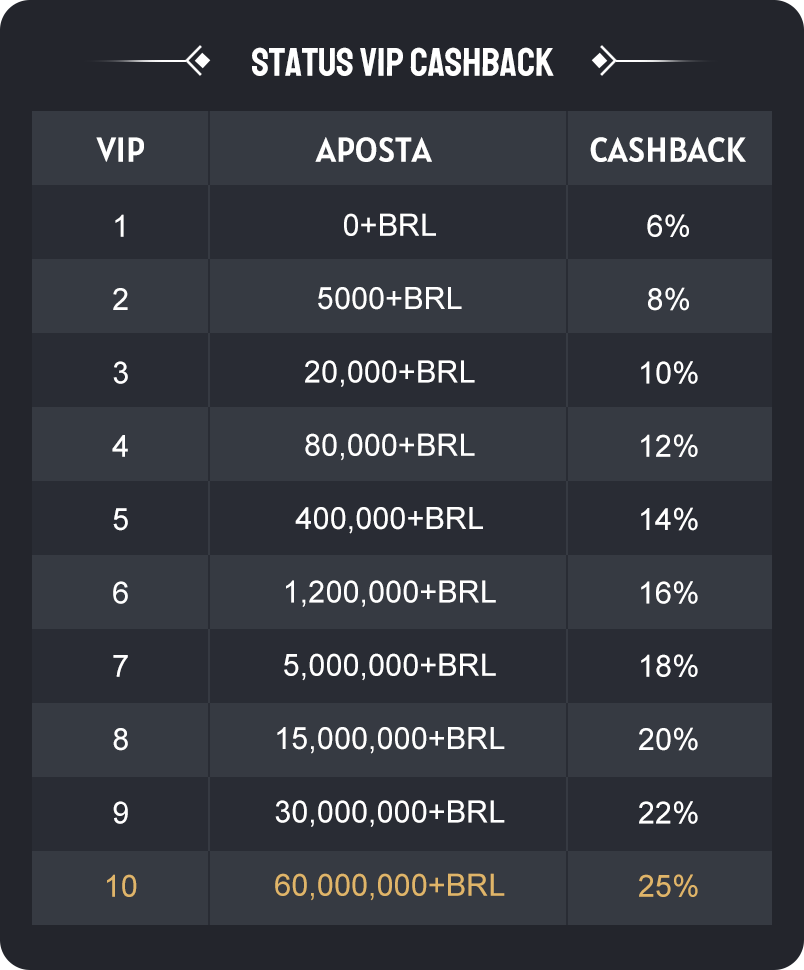 STATUS VIP CASHBACK
VIP APOSTA CASHBACK
1 0+BRL 6%
2 5000+BRL 8%
3 20,000+BRL 10%
4 80,000+BRL 12%
5 400,000+BRL 14%
6 1,200,000+BRL 16%
7 5,000,000+BRL 18%
8 15,000,000+BRL 20%
9 30,000,000+BRL 22%
10 60,000,000+BRL 25%